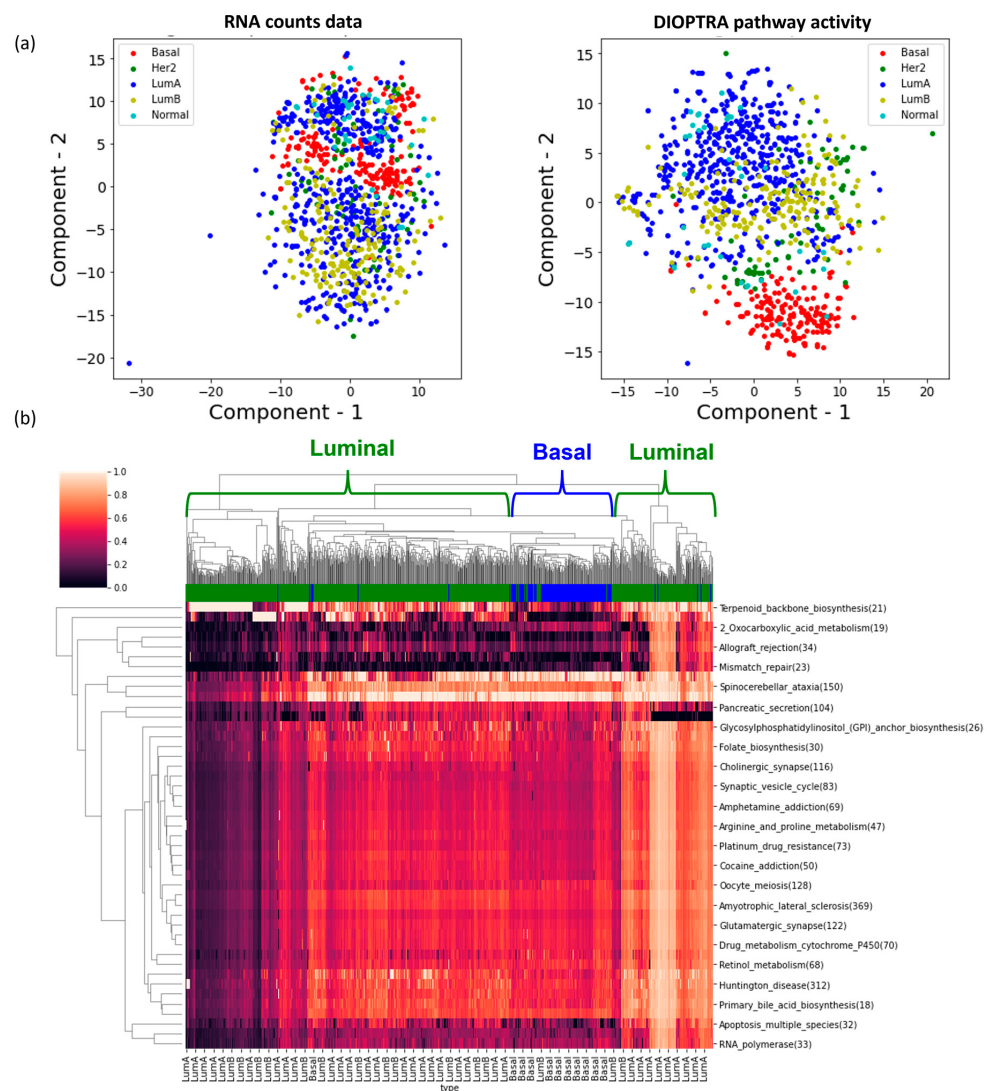 RNA counts data
DIOPTRA pathway activity
(a)
Basal
Her2
LumA
LumB
Normal
15
10
5
0
−5
−10
−15
−20
Component - 2
−30
−20
−10
0
10
Component - 1
Basal
Her2
LumA
LumB
Normal
15
10
5
0
−5
−10
−15
Component - 2
−15
−10
−5
0
5
10
15
20
Component - 1
(b)
Luminal
Basal
Luminal
1.0
0.8
0.6
0.4
0.2
0.0
Terpenoid_backbone_biosynthesis(21)
2_Oxocarboxylic_acid_metabolism(19)
Allograft_rejection(34)
Mismatch_repair(23)
Spinocerebellar_ataxia(150)
Pancreatic_secretion(104)
Glycosylphosphatidylinositol_(GPI)_anchor_biosynthesis(26)
Folate_biosynthesis(30)
Cholinergic_synapse(116)
Synaptic_vesicle_cycle(83)
Amphetamine_addiction(69)
Arginine_and_proline_metabolism(47)
Platinum_drug_resistance(73)
Cocaine_addiction(50)
Oocyte_meiosis(128)
Amyotrophic_lateral_sclerosis(369)
Glutamatergic_synapse(122)
Drug_metabolism_cytochrome_P450(70)
Retinol_metabolism(68)
Huntington_disease(312)
Primary_bile_acid_biosynthesis(18)
Apoptosis_multiple_species(32)
RNA_polymerase(33)
type